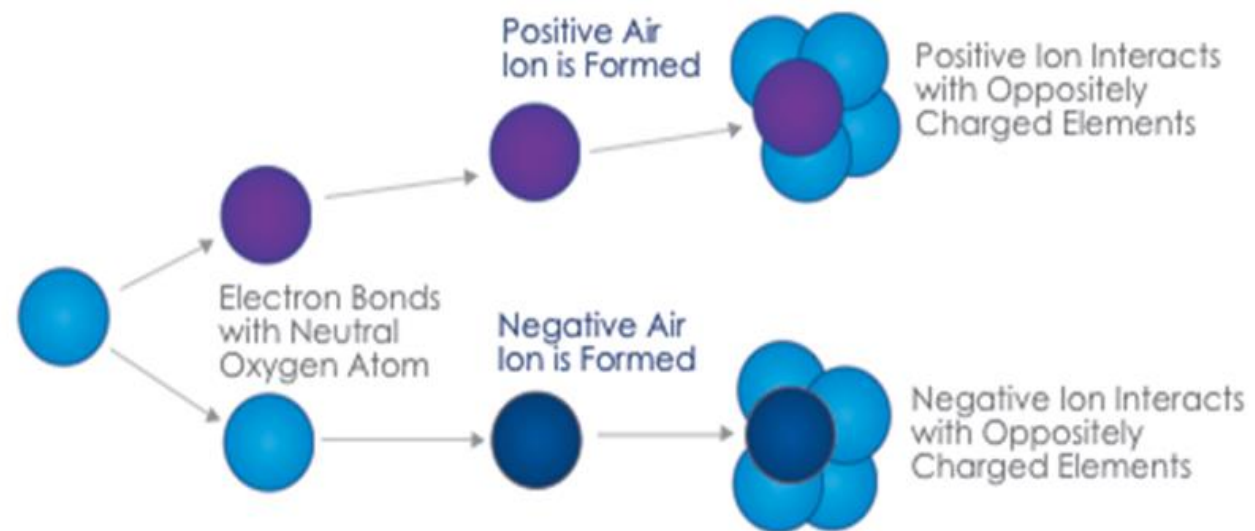 Positive Air
Ion is Formed
Positive Ion Interacts
with Oppositely
Charged Elements
Electron Bonds
with Neutral
Oxygen Atom
Negative Air
Ion is Formed
Negative Ion Interacts
with Oppositely
Charged Elements